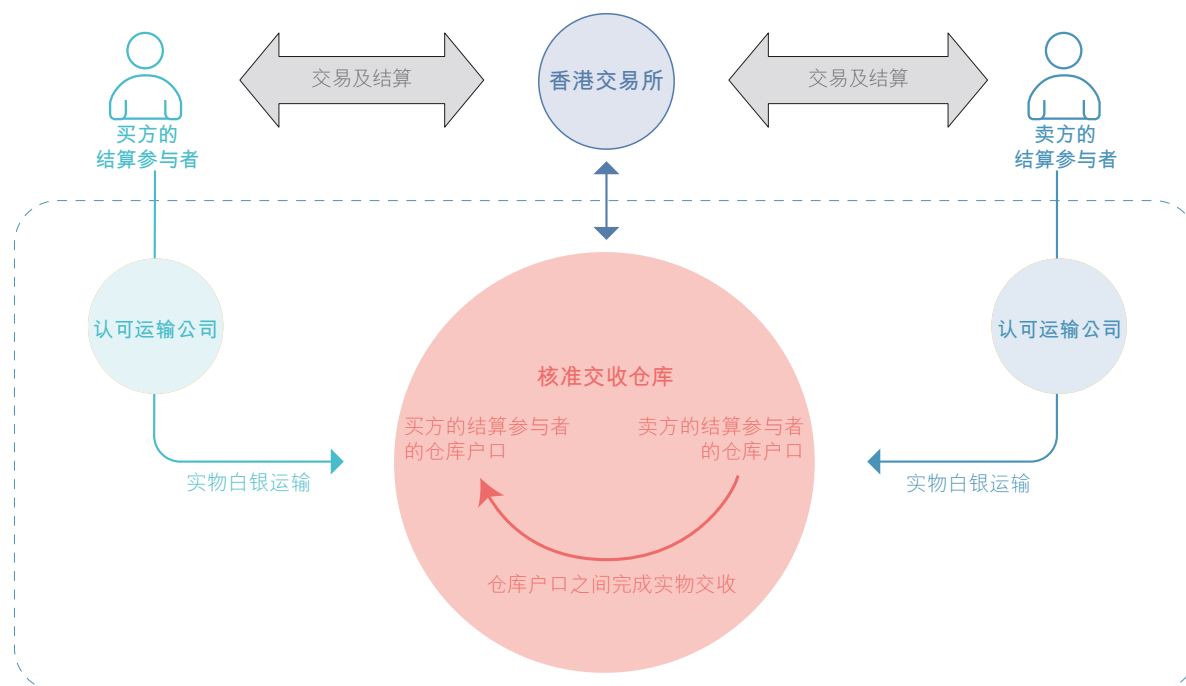 交易及结算
香港交易所
交易及结算
买方的
结算参与者
卖方的
结算参与者
认可运输公司
认可运输公司
核准交收仓库
买方的结算参与者
的仓库户口
卖方的结算参与者
的仓库户口
实物白银运输
实物白银运输
仓库户口之间完成实物交收